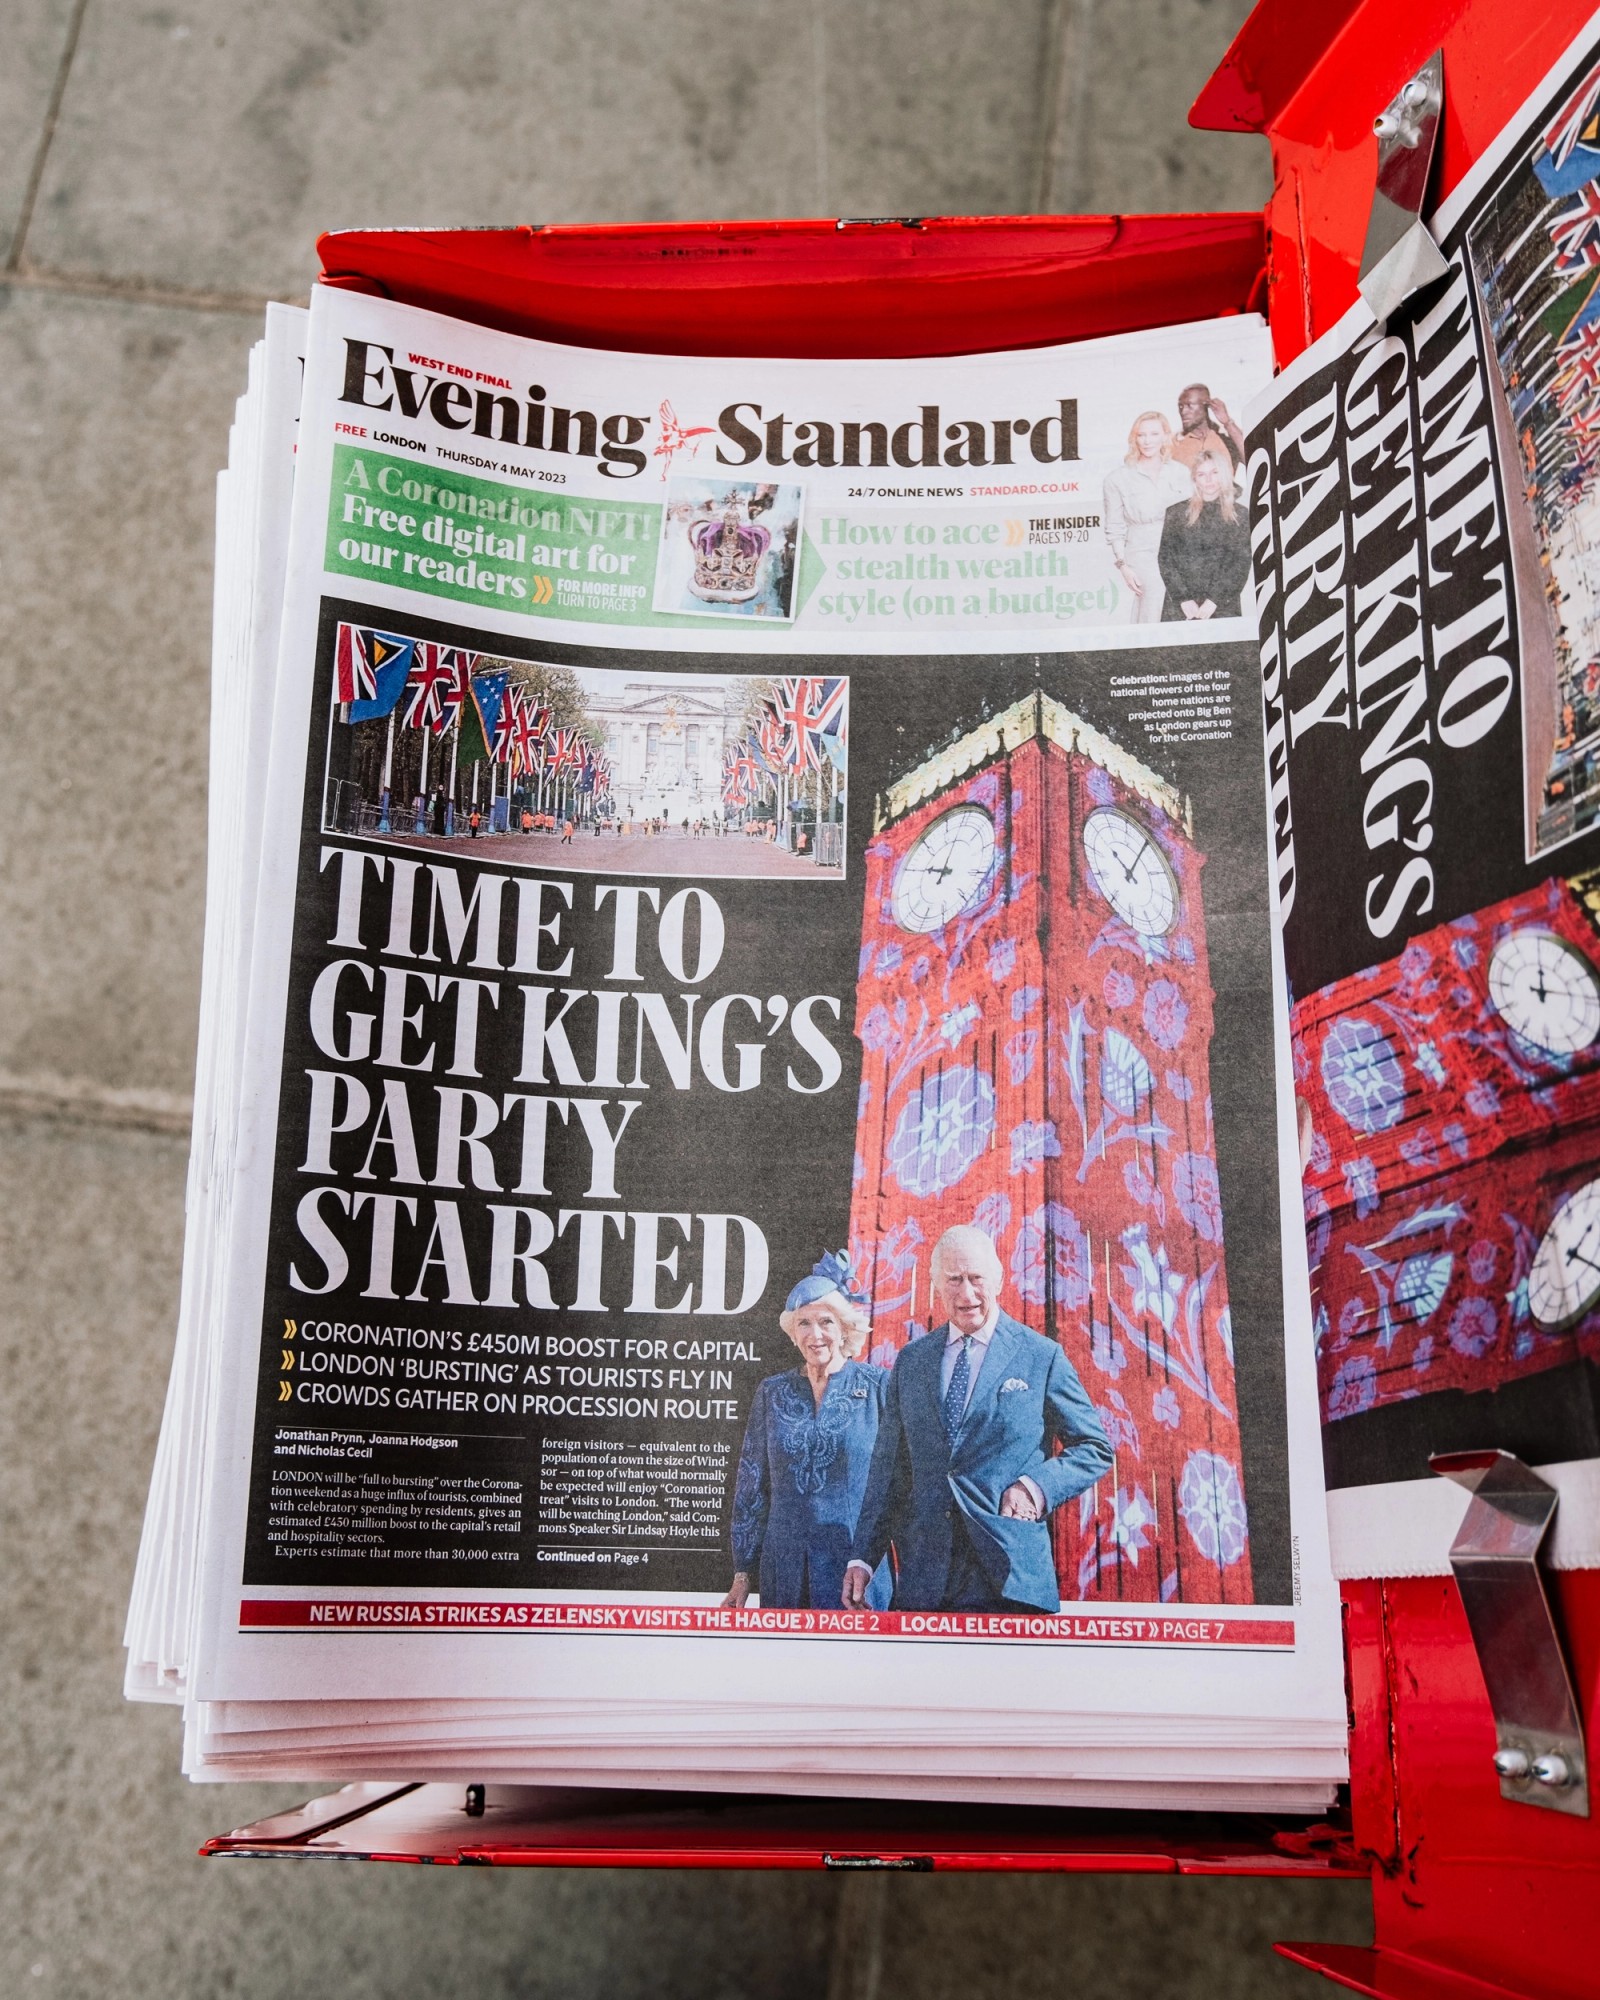 WEST END FINAL
Evening Standard
FREE LONDON THURSDAY 4 MAY 2023
24/7 ONLINE NEWS STANDARD.CO.UK
A Coronation NFT!
Free digital art for
our readers » FOR MORE INFO
TURN TO PAGE 3
How to ace » THE INSIDER
PAGES 19-20
stealth wealth
style (on a budget)
Celebration: images of the
national flowers of the four
home nations are
projected onto Big Ben
as London gears up
for the Coronation
TIME TO
GET KING'S
PARTY
STARTED
» CORONATION'S £450M BOOST FOR CAPITAL
» LONDON ‘BURSTING’ AS TOURISTS FLY IN
» CROWDS GATHER ON PROCESSION ROUTE
Jonathan Prynn, Joanna Hodgson
and Nicholas Cecil
LONDON will be “full to bursting” over the Corona-
tion weekend as a huge influx of tourists, combined
with celebratory spending by residents, gives an
estimated £450 million boost to the capital's retail
and hospitality sectors.
Experts estimate that more than 30,000 extra
foreign visitors — equivalent to the
population of a town the size of Wind-
sor — on top of what would normally
be expected will enjoy “Coronation
treat” visits to London. “The world
will be watching London,” said Com-
mons Speaker Sir Lindsay Hoyle this
Continued on Page 4
JEREMY SELWYN
NEW RUSSIA STRIKES AS ZELENSKY VISITS THE HAGUE » PAGE 2 LOCAL ELECTIONS LATEST » PAGE 7
TIME TO
GET KING'S
PARTY
STARTED